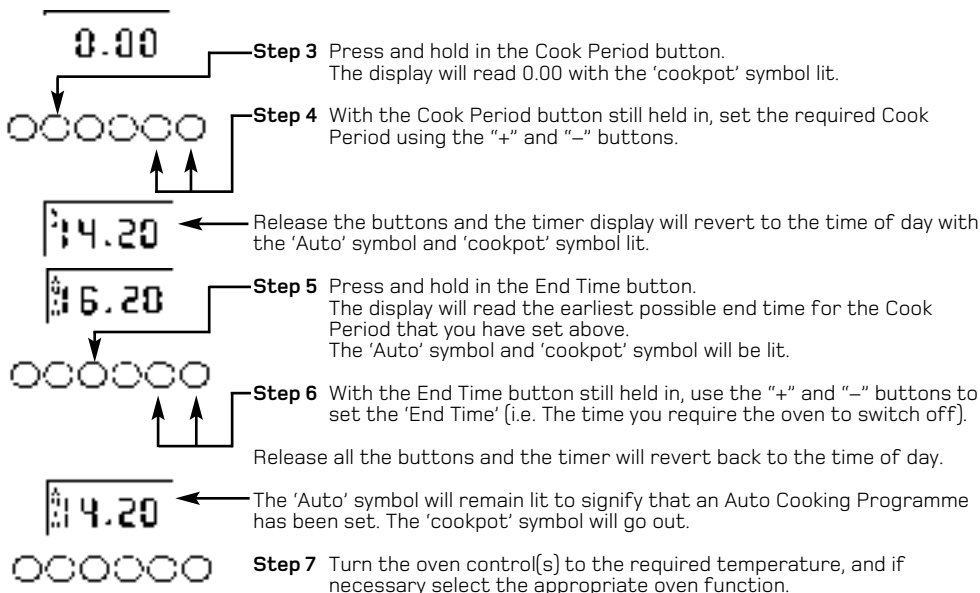 0.00
Step 3 Press and hold in the Cook Period button.
The display will read 0.00 with the ‘cookpot’ symbol lit.
Step 4 With the Cook Period button still held in, set the required Cook
Period using the “+” and “–” buttons.
14.20
Release the buttons and the timer display will revert to the time of day with
the ‘Auto’ symbol and ‘cookpot’ symbol lit.
16.20
Step 5 Press and hold in the End Time button.
The display will read the earliest possible end time for the Cook
Period that you have set above.
The ‘Auto’ symbol and ‘cookpot’ symbol will be lit.
Step 6 With the End Time button still held in, use the “+” and “–” buttons to
set the ‘End Time’ (i.e. The time you require the oven to switch off).
Release all the buttons and the timer will revert back to the time of day.
14.20
The ‘Auto’ symbol will remain lit to signify that an Auto Cooking Programme
has been set. The ‘cookpot’ symbol will go out.
Step 7 Turn the oven control(s) to the required temperature, and if
necessary select the appropriate oven function.